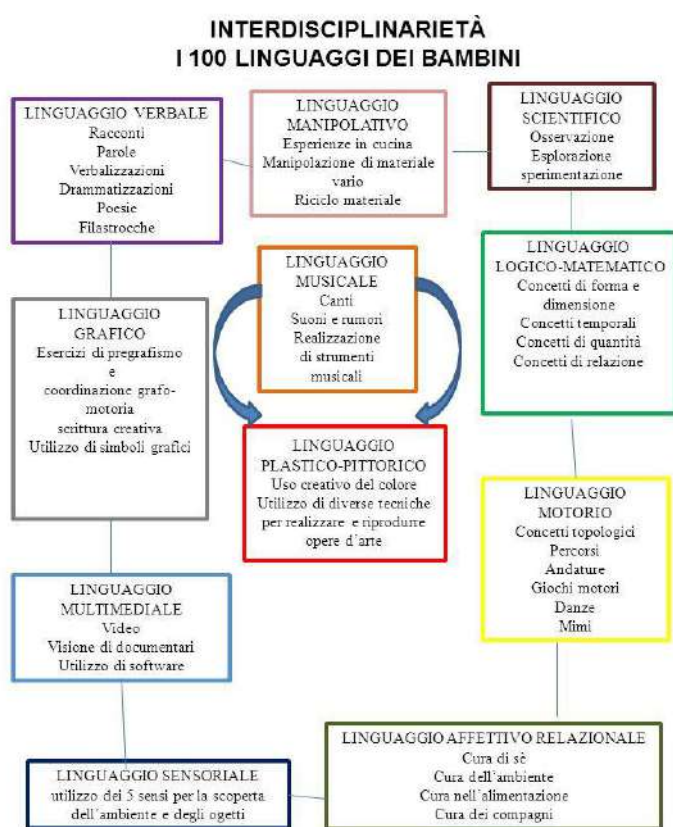 INTERDISCIPLINARIETÀ
I 100 LINGUAGGI DEI BAMBINI
LINGUAGGIO VERBALE
Racconti
Parole
Verbalizzazioni
Drammatizzazioni
Poesie
Filastrocche
LINGUAGGIO
MANIPOLATIVO
Esperienze in cucina
Manipolazione di materiale
vario
Riciclo materiale
LINGUAGGIO
SCIENTIFICO
Osservazione
Esplorazione
sperimentazione
LINGUAGGIO
GRAFICO
Esercizi di pregrafismo
e
coordinazione grafo-
motoria
scrittura creativa
Utilizzo di simboli grafici
LINGUAGGIO
MUSICALE
Canti
Suoni e rumori
Realizzazione
di strumenti
musicali
LINGUAGGIO
LOGICO-MATEMATICO
Concetti di forma e
dimensione
Concetti temporali
Concetti di quantità
Concetti di relazione
LINGUAGGIO
PLASTICO-PITTORICO
Uso creativo del colore
Utilizzo di diverse tecniche
per realizzare e riprodurre
opere d'arte
LINGUAGGIO
MOTORIO
Concetti topologici
Percorsi
Andature
Giochi motori
Danze
Mimi
LINGUAGGIO
MULTIMEDIALE
Video
Visione di documentari
Utilizzo di software
LINGUAGGIO SENSORIALE
utilizzo dei 5 sensi per la scoperta
dell'ambiente e degli ogetti
LINGUAGGIO AFFETTIVO RELAZIONALE
Cura di sè
Cura dell'ambiente
Cura nell'alimentazione
Cura dei compagni